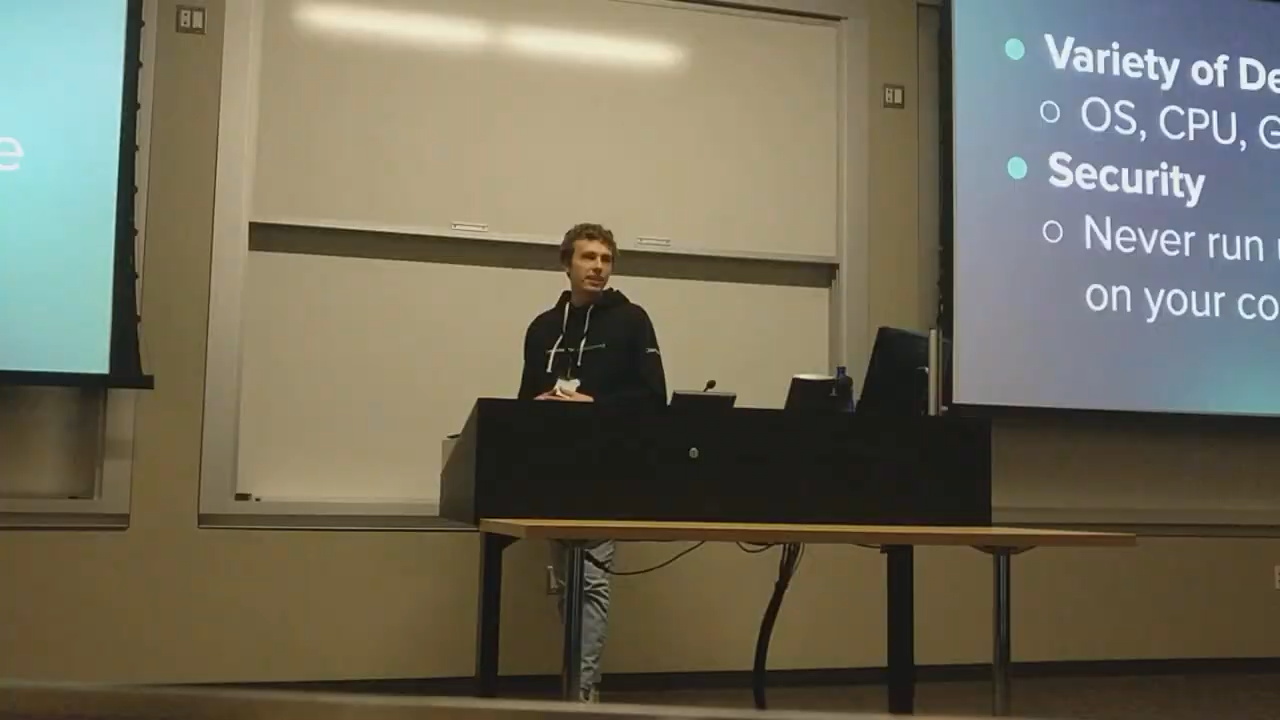 e
Variety of De
OS, CPU, G
Security
Never run
on your co